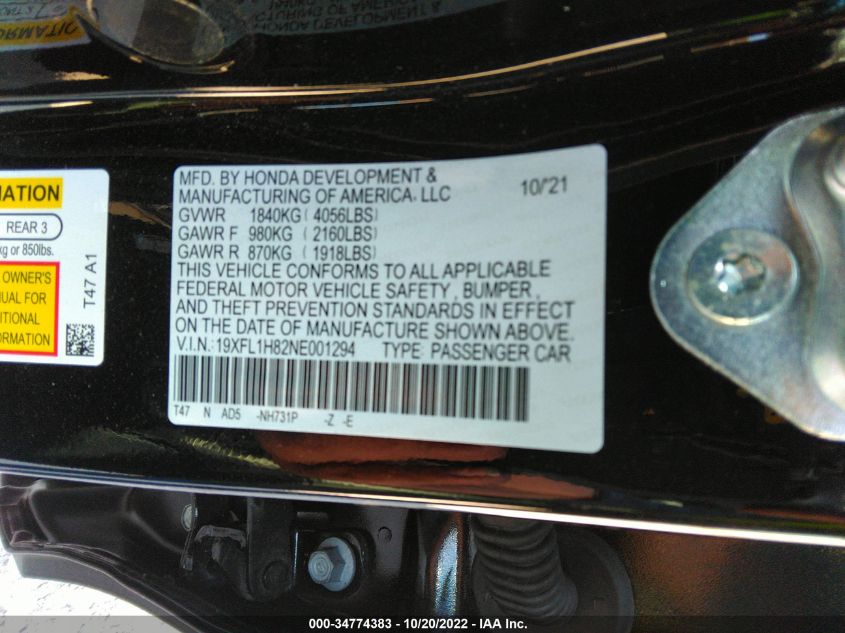 MATION
REAR 3
kg or 850lbs.
OWNER'S
UAL FOR
ITIONAL
ORMATION
T47 A1
MFD. BY HONDA DEVELOPMENT &
MANUFACTURING OF AMERICA, LLC 10/'21
GVWR 1840KG ( 4056LBS)
GAWR F 980KG ( 2160LBS)
GAWR R 870KG ( 1918LBS)
THIS VEHICLE CONFORMS TO ALL APPLICABLE
FEDERAL MOTOR VEHICLE SAFETY, BUMPER,
AND THEFT PREVENTION STANDARDS IN EFFECT
ON THE DATE OF MANUFACTURE SHOWN ABOVE.
V.I.N.: 19XFL1H82NE001294 TYPE: PASSENGER CAR
T47 N AD5 -NH731P -Z -E
000-34774383 - 10/20/2022 - IAA Inc.